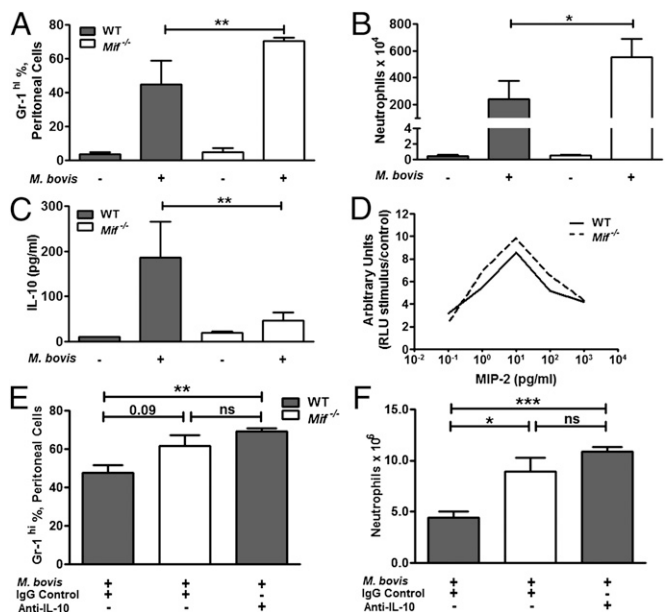 A
WT
Mif-/-
**
Gr-1 hi %,
Peritoneal Cells
80
60
40
20
0
M. bovis - + - +
B
*
Neutrophils x 10⁴
800
600
400
200
4
2
0
M. bovis - + - +
C
WT
Mif-/-
**
IL-10 (pg/ml)
300
200
100
0
M. bovis - + - +
D
WT
Mif-/-
Arbitrary Units
(RLU stimulus/control)
12
10
8
6
4
2
0
10⁻² 10⁻¹ 10⁰ 10¹ 10² 10³ 10⁴
MIP-2 (pg/ml)
E
WT
Mif-/-
**
0.09 ns
Gr-1 hi %, Peritoneal Cells
80
60
40
20
0
M. bovis + + +
IgG Control + + -
Anti-IL-10 - - +
F
***
* ns
Neutrophils x 10⁶
15.0
10.0
5.0
0.0
M. bovis + + +
IgG Control + + -
Anti-IL-10 - - +